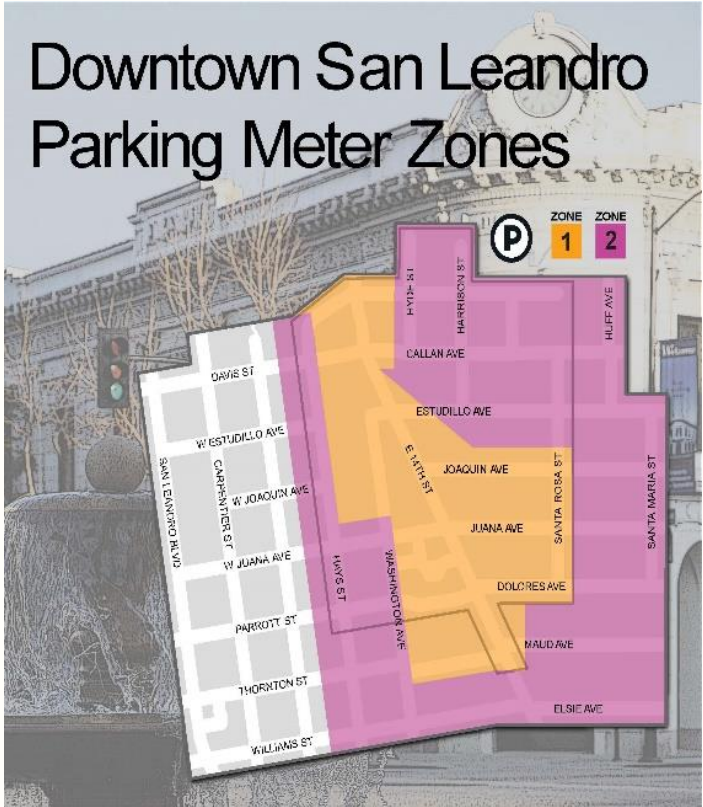 Downtown San Leandro
Parking Meter Zones
P
ZONE
1
ZONE
2
HYDE ST
HARRISON ST
HUFF AVE
CALLAN AVE
DAVIS ST
ESTUDILLO AVE
W ESTUDILLO AVE
E 14TH ST
JOAQUIN AVE
SAN LEANDRO BLVD
CARPENTIER ST
W JOAQUIN AVE
SANTA ROSA ST
SANTA MARIA ST
JUANA AVE
W JUANA AVE
HAYS ST
WASHINGTON AVE
DOLORES AVE
PARROTT ST
MAUD AVE
THORNTON ST
ELSIE AVE
WILLIAMS ST